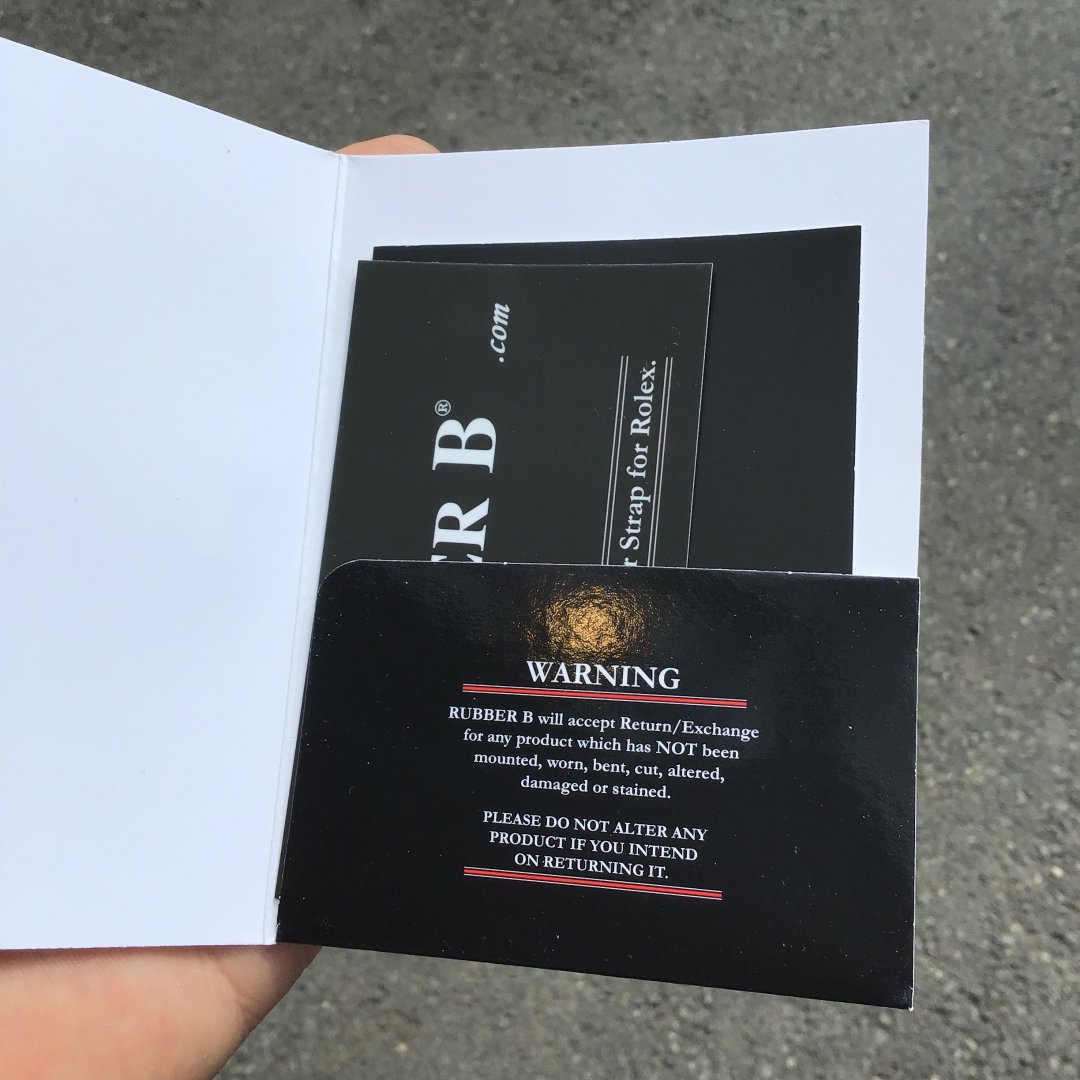 ER B®
.com
Strap for Rolex.
WARNING
RUBBER B will accept Return/Exchange
for any product which has NOT been
mounted, worn, bent, cut, altered,
damaged or stained.
PLEASE DO NOT ALTER ANY
PRODUCT IF YOU INTEND
ON RETURNING IT.